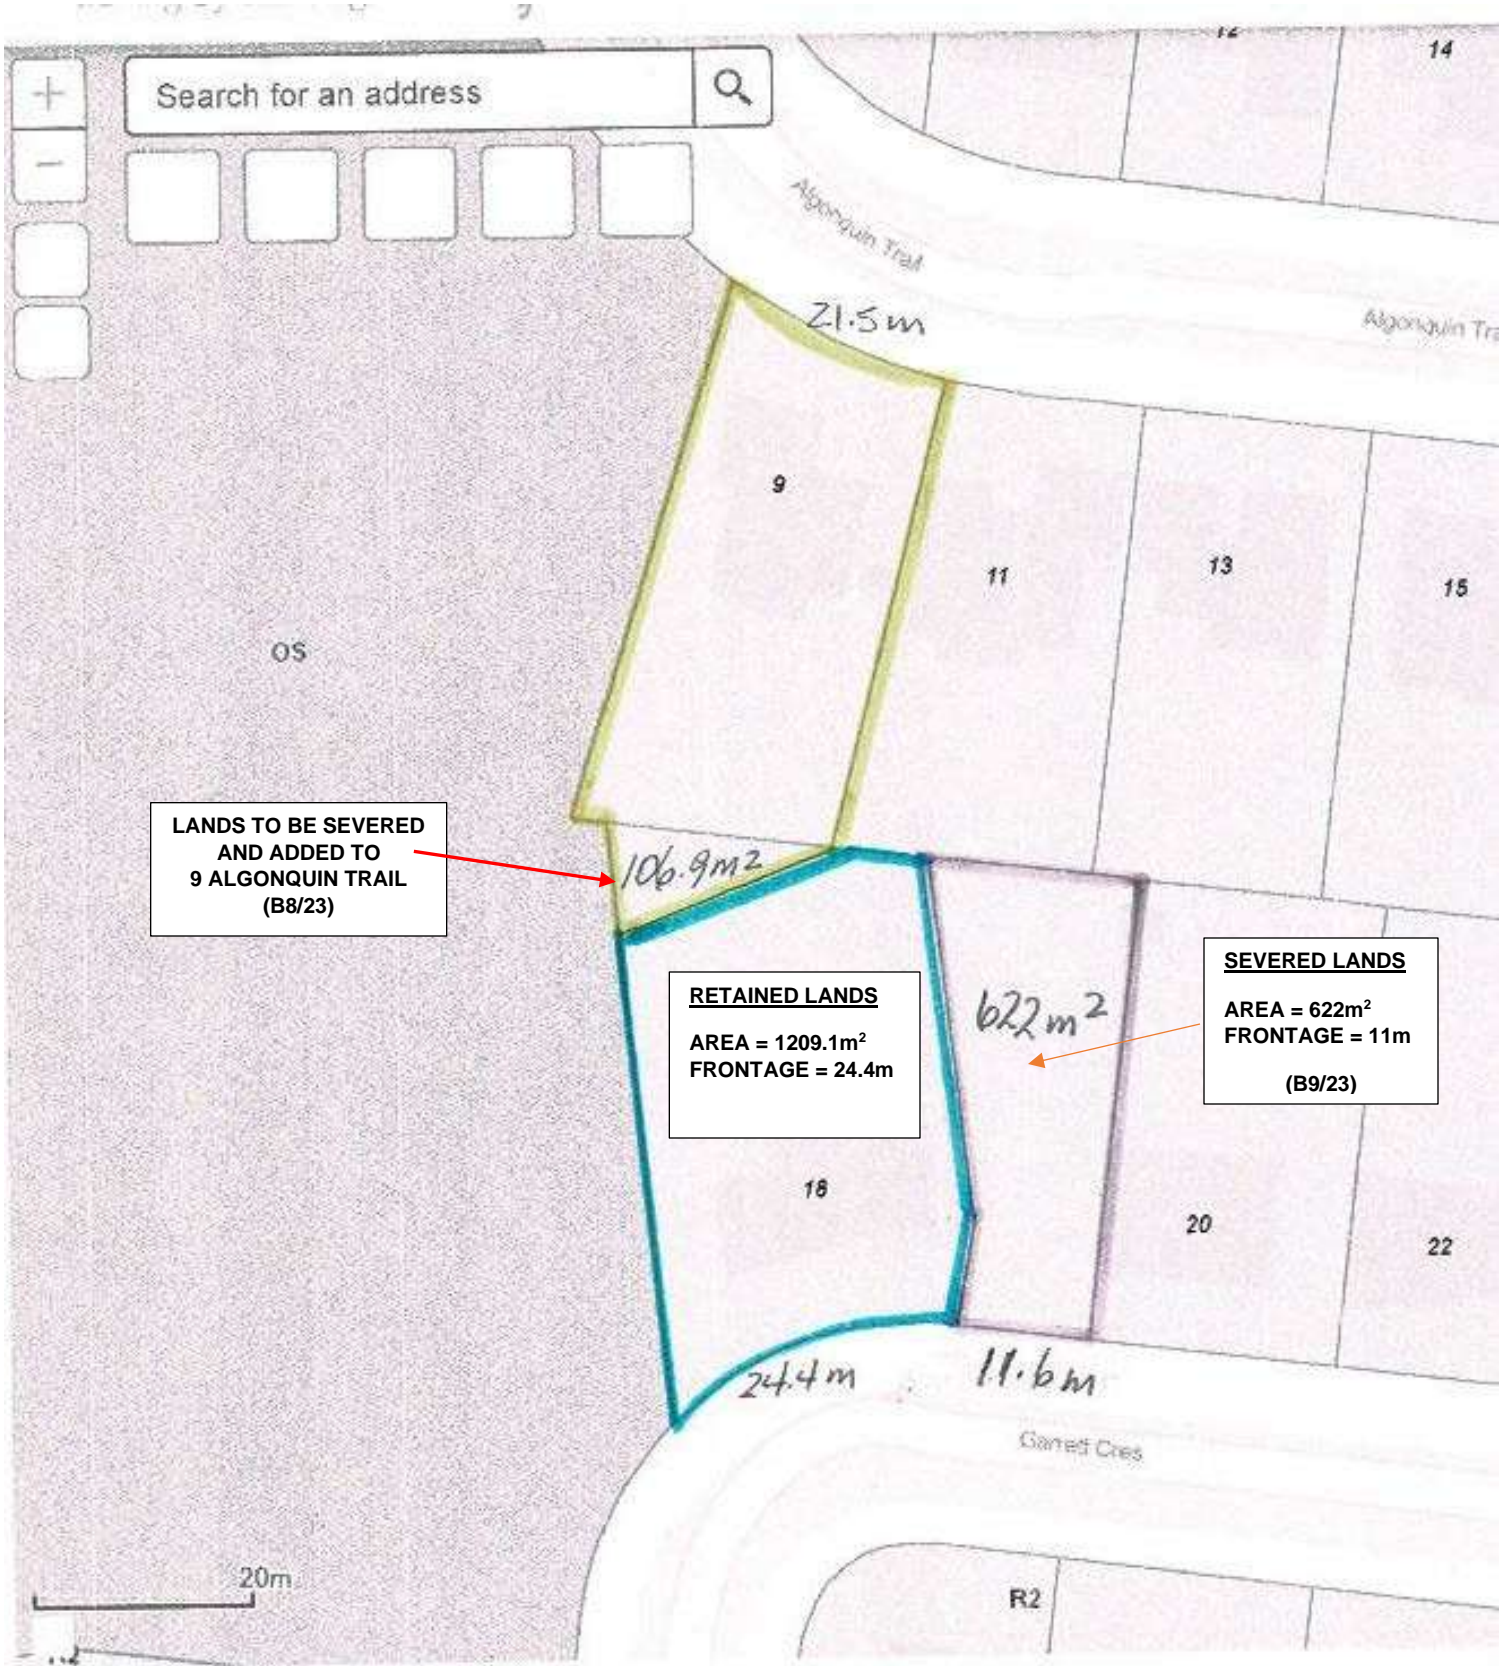 Search for an address
14
Algonquin Trail
21.5m
Algonquin Tra
9
11
13
15
OS
LANDS TO BE SEVERED
AND ADDED TO
9 ALGONQUIN TRAIL
(B8/23)
106.9m2
RETAINED LANDS
AREA = 1209.1m2
FRONTAGE = 24.4m
622m2
SEVERED LANDS
AREA = 622m2
FRONTAGE = 11m
(B9/23)
18
20
22
24.4m
11.6m
Garred Cres
20m
R2